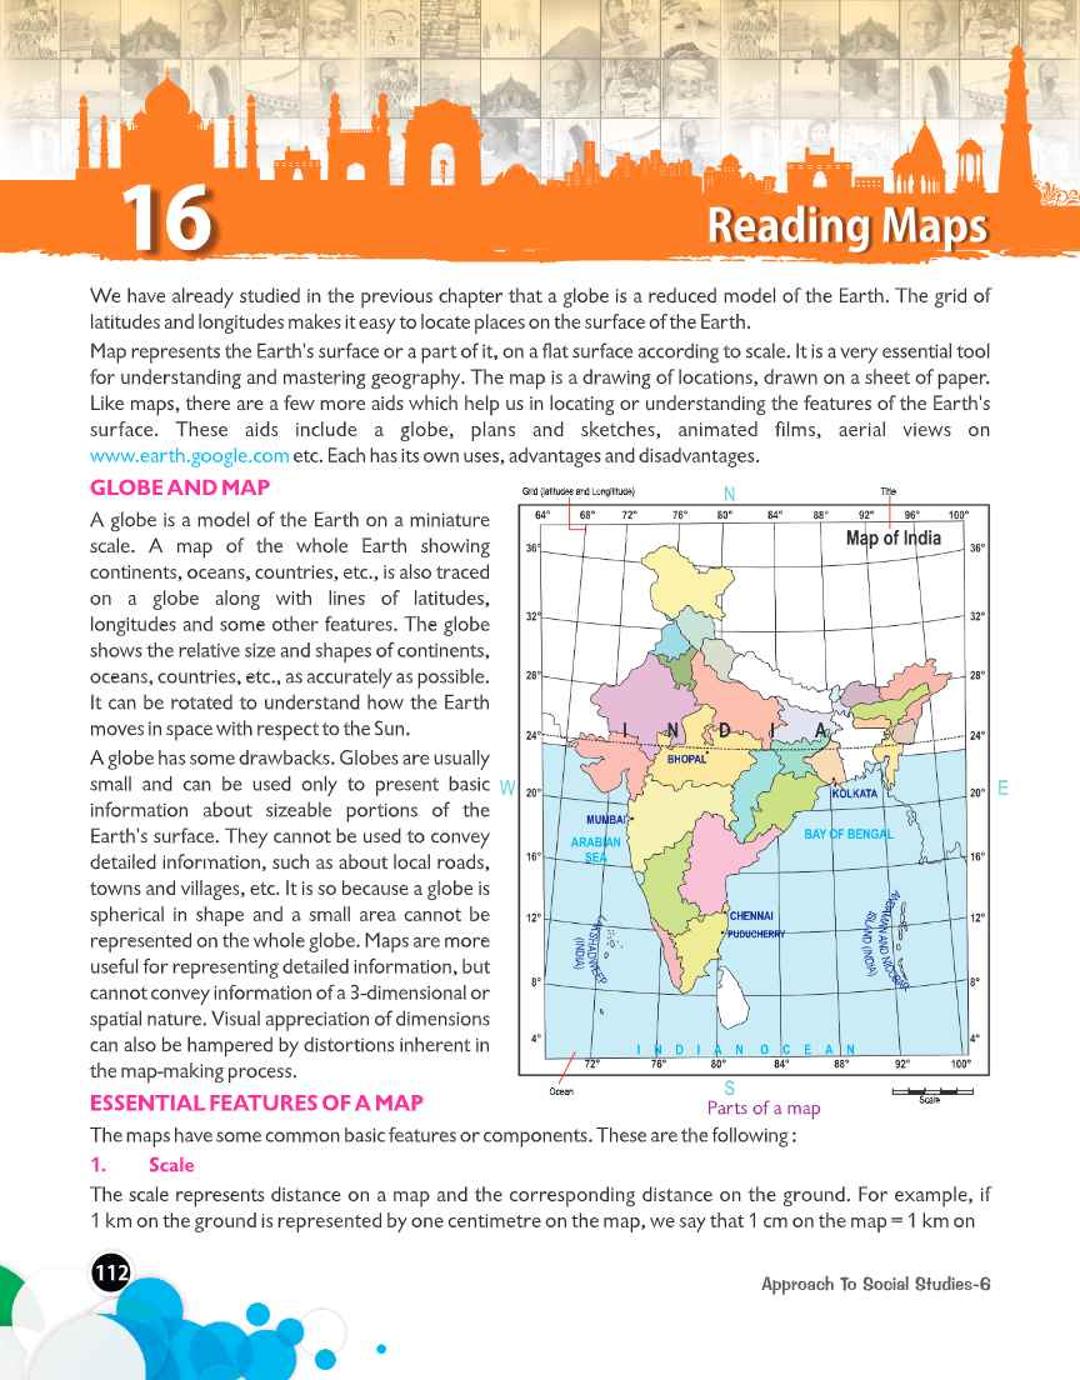 16
Reading Maps
We have already studied in the previous chapter that a globe is a reduced model of the Earth. The grid of
latitudes and longitudes makes it easy to locate places on the surface of the Earth.
Map represents the Earth's surface or a part of it, on a flat surface according to scale. It is a very essential tool
for understanding and mastering geography. The map is a drawing of locations, drawn on a sheet of paper.
Like maps, there are a few more aids which help us in locating or understanding the features of the Earth's
surface. These aids include a globe, plans and sketches, animated films, aerial views on
www.earth.google.com etc. Each has its own uses, advantages and disadvantages.
GLOBE AND MAP
A globe is a model of the Earth on a miniature
scale. A map of the whole Earth showing
continents, oceans, countries, etc., is also traced
on a globe along with lines of latitudes,
longitudes and some other features. The globe
shows the relative size and shapes of continents,
oceans, countries, etc., as accurately as possible.
It can be rotated to understand how the Earth
moves in space with respect to the Sun.
A globe has some drawbacks. Globes are usually
small and can be used only to present basic
information about sizeable portions of the
Earth's surface. They cannot be used to convey
detailed information, such as about local roads,
towns and villages, etc. It is so because a globe is
spherical in shape and a small area cannot be
represented on the whole globe. Maps are more
useful for representing detailed information, but
cannot convey information of a 3-dimensional or
spatial nature. Visual appreciation of dimensions
can also be hampered by distortions inherent in
the map-making process.
Grid (latitudes and Longititude)
N
Title
64° 68° 72° 76° 80° 84° 88° 92° 96° 100°
Map of India
36° 36°
32° 32°
28° 28°
I N D I A
24° 24°
BHOPAL
W
E
20° 20°
KOLKATA
MUMBAI
ARABIAN
SEA
BAY OF BENGAL
16° 16°
12° 12°
CHENNAI
PUDUCHERRY
LAKSHADWEEP
(INDIA)
ANDAMAN AND NICOBAR
ISLAND (INDIA)
8° 8°
4° 4°
I N D I A N O C E A N
72° 76° 80° 84° 88° 92° 100°
Ocean
S
Scale
Parts of a map
ESSENTIAL FEATURES OF A MAP
The maps have some common basic features or components. These are the following :
1. Scale
The scale represents distance on a map and the corresponding distance on the ground. For example, if
1 km on the ground is represented by one centimetre on the map, we say that 1 cm on the map = 1 km on
112
Approach To Social Studies-6